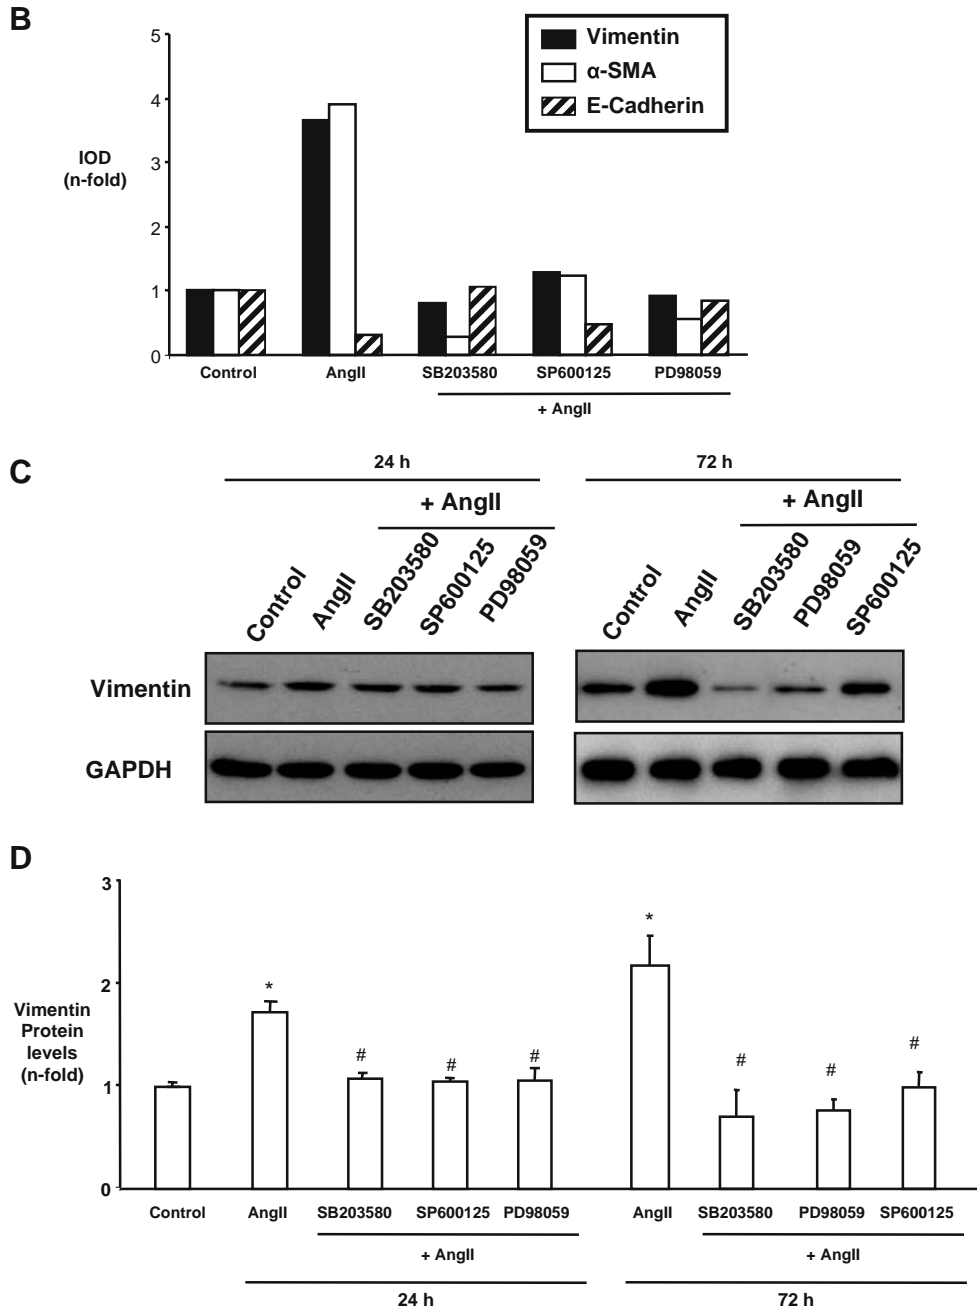 B
5
4
3
2
1
0
IOD
(n-fold)
Vimentin
α-SMA
E-Cadherin
Control
AngII
SB203580
SP600125
PD98059
+ AngII
C
24 h
72 h
+ AngII
+ AngII
Control
AngII
SB203580
SP600125
PD98059
Control
AngII
SB203580
PD98059
SP600125
Vimentin
GAPDH
D
3
2
1
0
Vimentin
Protein
levels
(n-fold)
*
#
#
#
*
#
#
#
Control
AngII
SB203580
SP600125
PD98059
AngII
SB203580
PD98059
SP600125
+ AngII
+ AngII
24 h
72 h